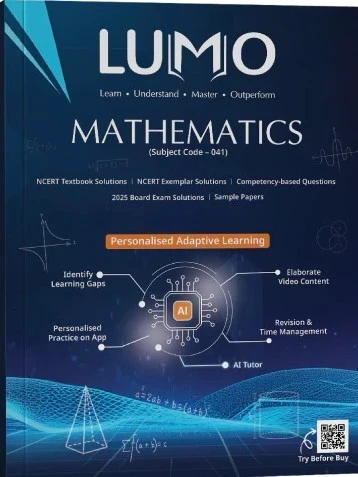 LUMO
Learn • Understand • Master • Outperform
MATHEMATICS
(Subject Code – 041)
NCERT Textbook Solutions | NCERT Exemplar Solutions | Competency-based Questions
2025 Board Exam Solutions | Sample Papers
Personalised Adaptive Learning
Identify
Learning Gaps
Elaborate
Video Content
AI
Personalised
Practice on App
Revision &
Time Management
AI Tutor
Try Before Buy